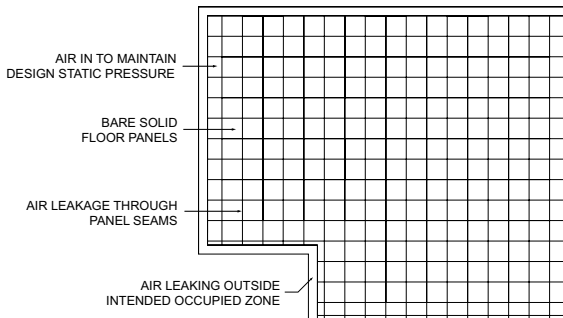 AIR IN TO MAINTAIN
DESIGN STATIC PRESSURE
BARE SOLID
FLOOR PANELS
AIR LEAKAGE THROUGH
PANEL SEAMS
AIR LEAKING OUTSIDE
INTENDED OCCUPIED ZONE